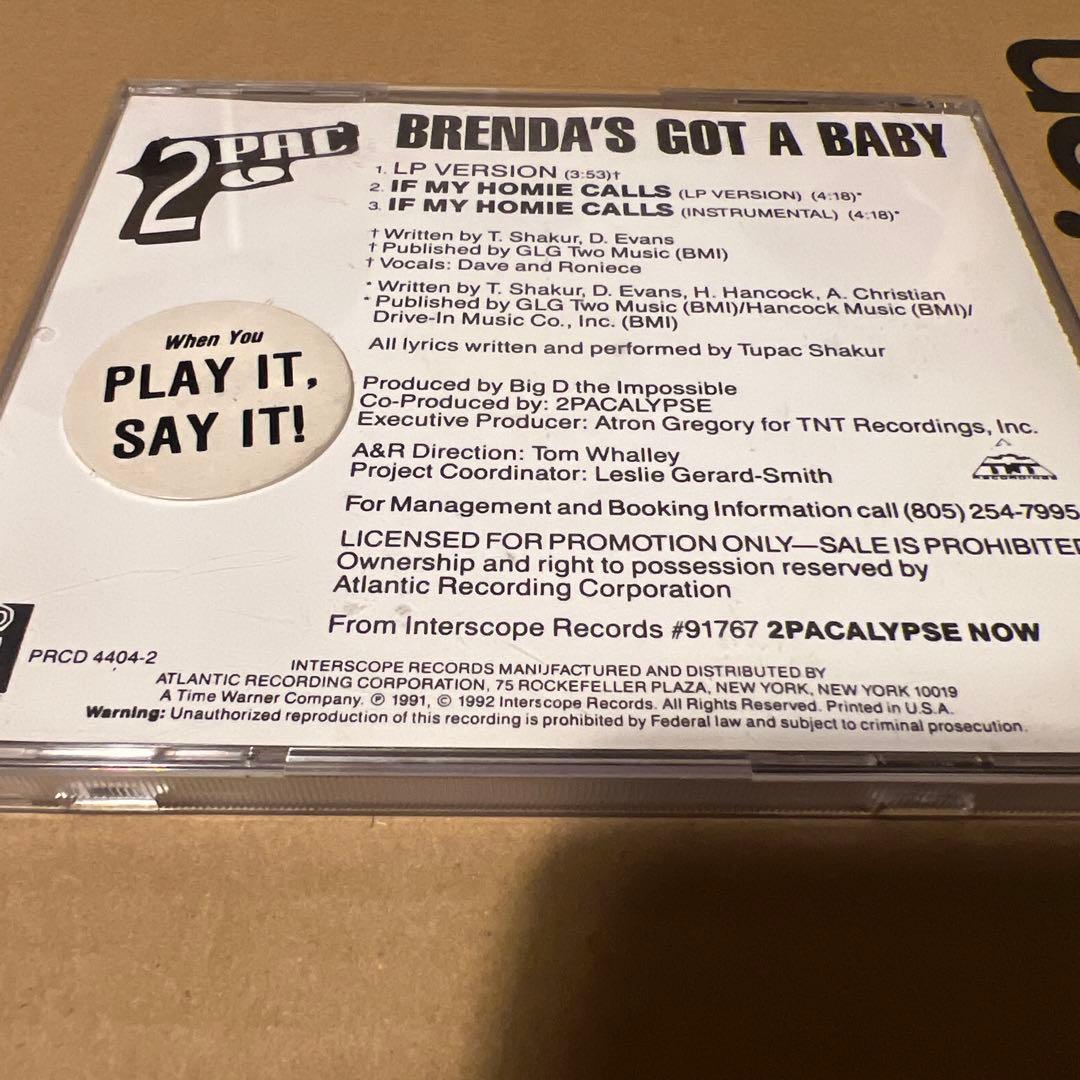 2PAC
BRENDA'S GOT A BABY
1. LP VERSION (3:53)†
2. IF MY HOMIE CALLS (LP VERSION) (4:18)*
3. IF MY HOMIE CALLS (INSTRUMENTAL) (4:18)*
† Written by T. Shakur, D. Evans
† Published by GLG Two Music (BMI)
† Vocals: Dave and Roniece
* Written by T. Shakur, D. Evans, H. Hancock, A. Christian
* Published by GLG Two Music (BMI)/Hancock Music (BMI)/
Drive-In Music Co., Inc. (BMI)
All lyrics written and performed by Tupac Shakur
When You
PLAY IT,
SAY IT!
Produced by Big D the Impossible
Co-Produced by: 2PACALYPSE
Executive Producer: Atron Gregory for TNT Recordings, Inc.
A&R Direction: Tom Whalley
Project Coordinator: Leslie Gerard-Smith
TNT
RECORDINGS
For Management and Booking Information call (805) 254-7995
LICENSED FOR PROMOTION ONLY—SALE IS PROHIBITED
Ownership and right to possession reserved by
Atlantic Recording Corporation
From Interscope Records #91767 2PACALYPSE NOW
PRCD 4404-2
INTERSCOPE RECORDS MANUFACTURED AND DISTRIBUTED BY
ATLANTIC RECORDING CORPORATION, 75 ROCKEFELLER PLAZA, NEW YORK, NEW YORK 10019
A Time Warner Company. ℗ 1991, © 1992 Interscope Records. All Rights Reserved. Printed in U.S.A.
Warning: Unauthorized reproduction of this recording is prohibited by Federal law and subject to criminal prosecution.